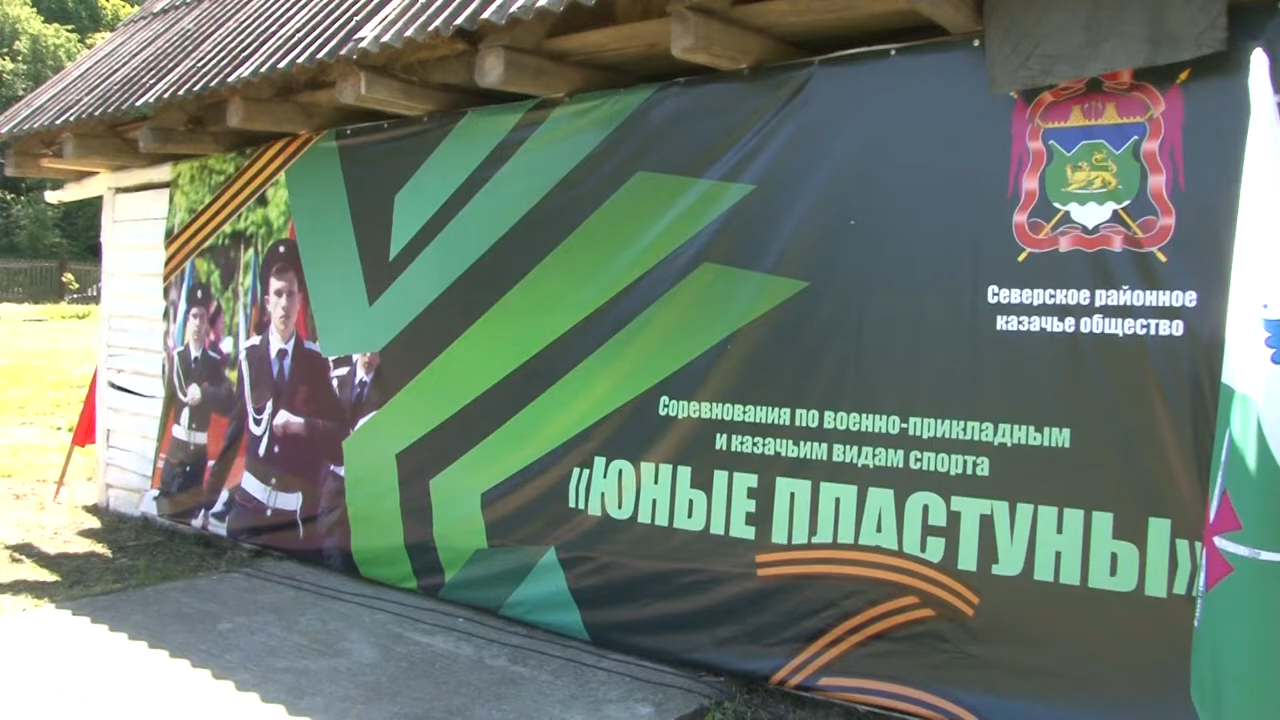 Северское районное
казачье общество
Соревнования по военно-прикладным
и казачьим видам спорта
«ЮНЫЕ ПЛАСТУНЫ»